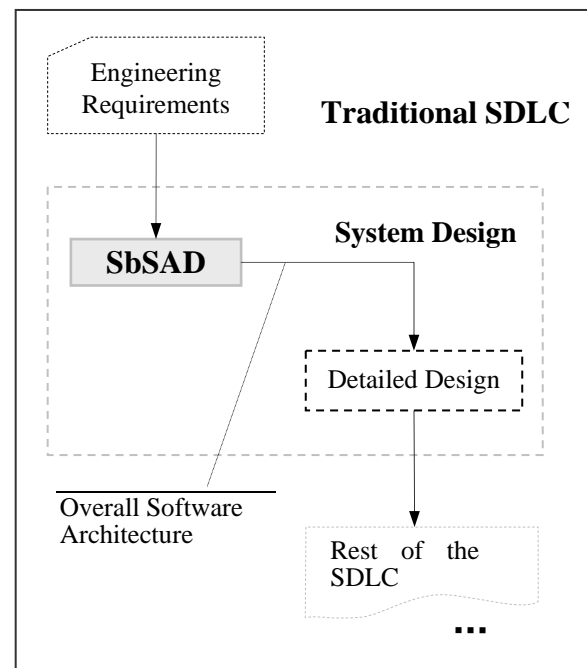 Engineering
Requirements
Traditional SDLC
System Design
SbSAD
Detailed Design
Overall Software
Architecture
Rest of the
SDLC
...